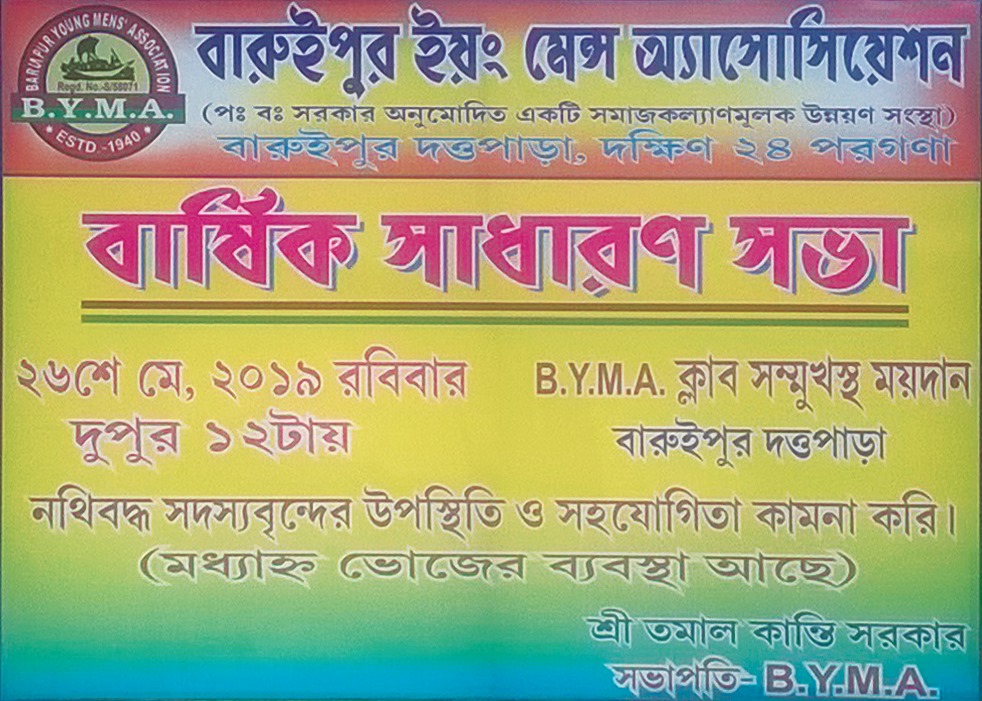 BARUIPUR YOUNG MENS' ASSOCIATION
Regd. No.-S/58071
B.Y.M.A.
ESTD.-1940
বারুইপুর ইয়ং মেন্স অ্যাসোসিয়েশন
(পঃ বঃ সরকার অনুমোদিত একটি সমাজকল্যাণমূলক উন্নয়ণ সংস্থা)
বারুইপুর দত্তপাড়া, দক্ষিণ ২৪ পরগণা
বার্ষিক সাধারণ সভা
২৬শে মে, ২০১৯ রবিবার
দুপুর ১২টায়
B.Y.M.A. ক্লাব সম্মুখস্থ ময়দান
বারুইপুর দত্তপাড়া
নথিবদ্ধ সদস্যবৃন্দের উপস্থিতি ও সহযোগিতা কামনা করি।
(মধ্যাহ্ন ভোজের ব্যবস্থা আছে)
শ্রী তমাল কান্তি সরকার
সভাপতি- B.Y.M.A.